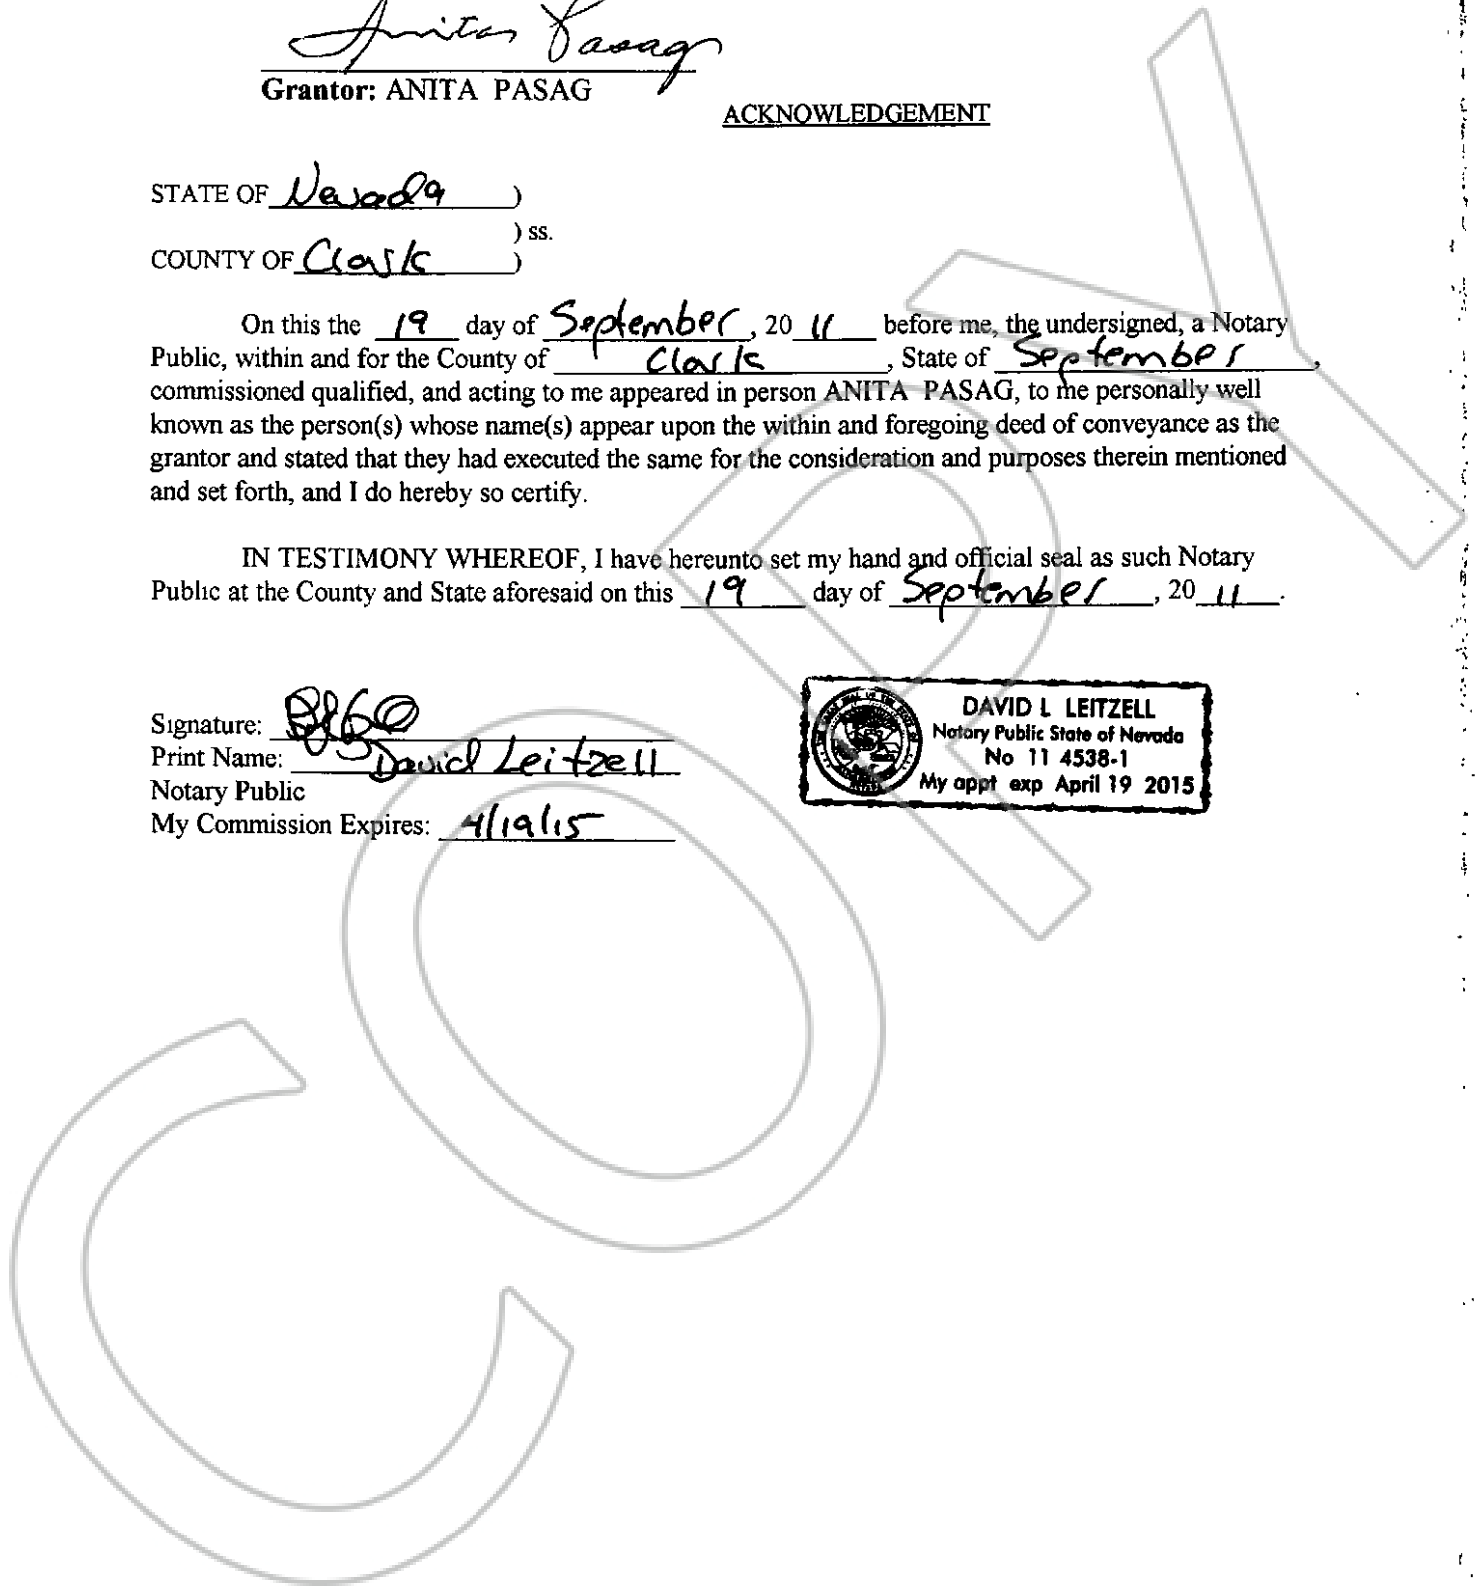 Anita Pasag
Grantor: ANITA PASAG
ACKNOWLEDGEMENT
STATE OF Nevada )
) ss.
COUNTY OF Clark )
On this the 19 day of September, 20 11 before me, the undersigned, a Notary
Public, within and for the County of Clark, State of September,
commissioned qualified, and acting to me appeared in person ANITA PASAG, to me personally well
known as the person(s) whose name(s) appear upon the within and foregoing deed of conveyance as the
grantor and stated that they had executed the same for the consideration and purposes therein mentioned
and set forth, and I do hereby so certify.
IN TESTIMONY WHEREOF, I have hereunto set my hand and official seal as such Notary
Public at the County and State aforesaid on this 19 day of September, 20 11.
Signature:
Print Name: David Leitzell
Notary Public
My Commission Expires: 4/19/15
DAVID L LEITZELL
Notary Public State of Nevada
No 11 4538-1
My appt exp April 19 2015
COPY